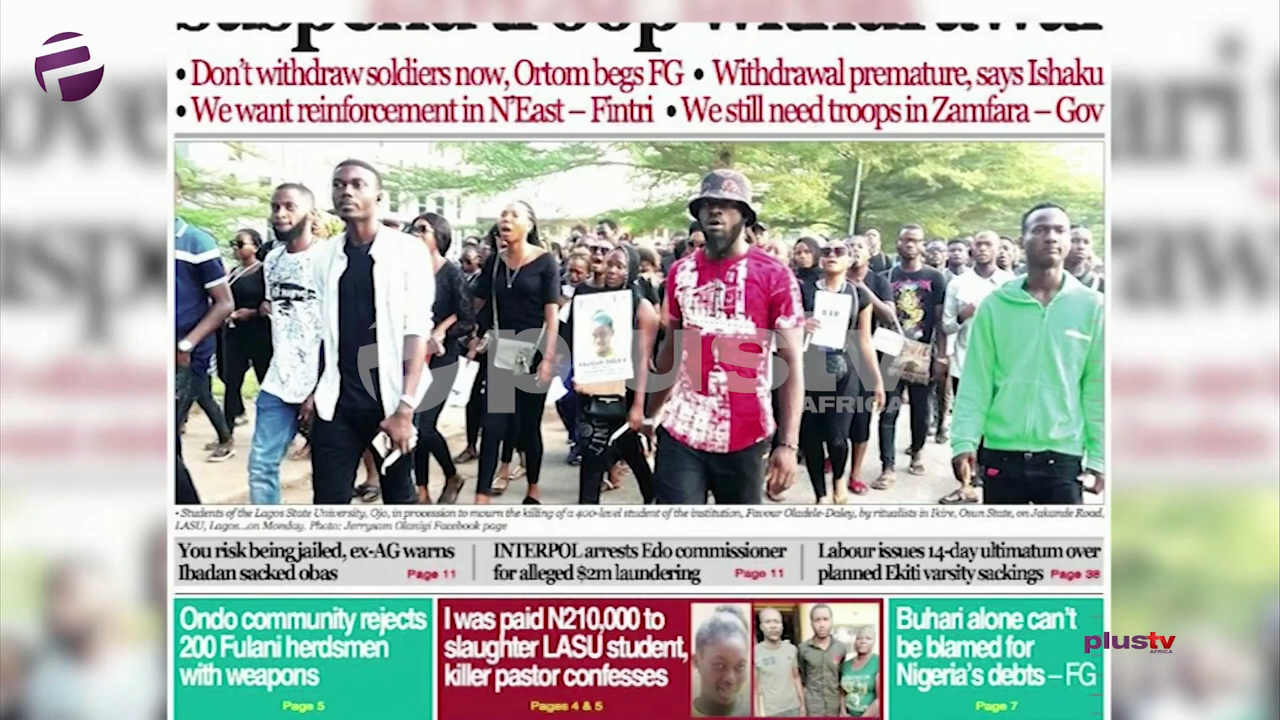 suspend troop withdrawal
• Don't withdraw soldiers now, Ortom begs FG • Withdrawal premature, says Ishaku
• We want reinforcement in N'East – Fintri • We still need troops in Zamfara – Gov
RIP
plustv
AFRICA
• Students of the Lagos State University, Ojo, in procession to mourn the killing of a 400-level student of the institution, Favour Oladele-Daley, by ritualists in Ikire, Osun State, on Jakande Road,
LASU, Lagos...on Monday. Photo: Jerrysam Olaniyi Facebook page
You risk being jailed, ex-AG warns
Ibadan sacked obas Page 11
INTERPOL arrests Edo commissioner
for alleged $2m laundering Page 11
Labour issues 14-day ultimatum over
planned Ekiti varsity sackings Page 38
Ondo community rejects
200 Fulani herdsmen
with weapons
Page 5
I was paid N210,000 to
slaughter LASU student,
killer pastor confesses
Pages 4 & 5
Buhari alone can't
be blamed for
Nigeria's debts – FG
Page 7
plustv
AFRICA